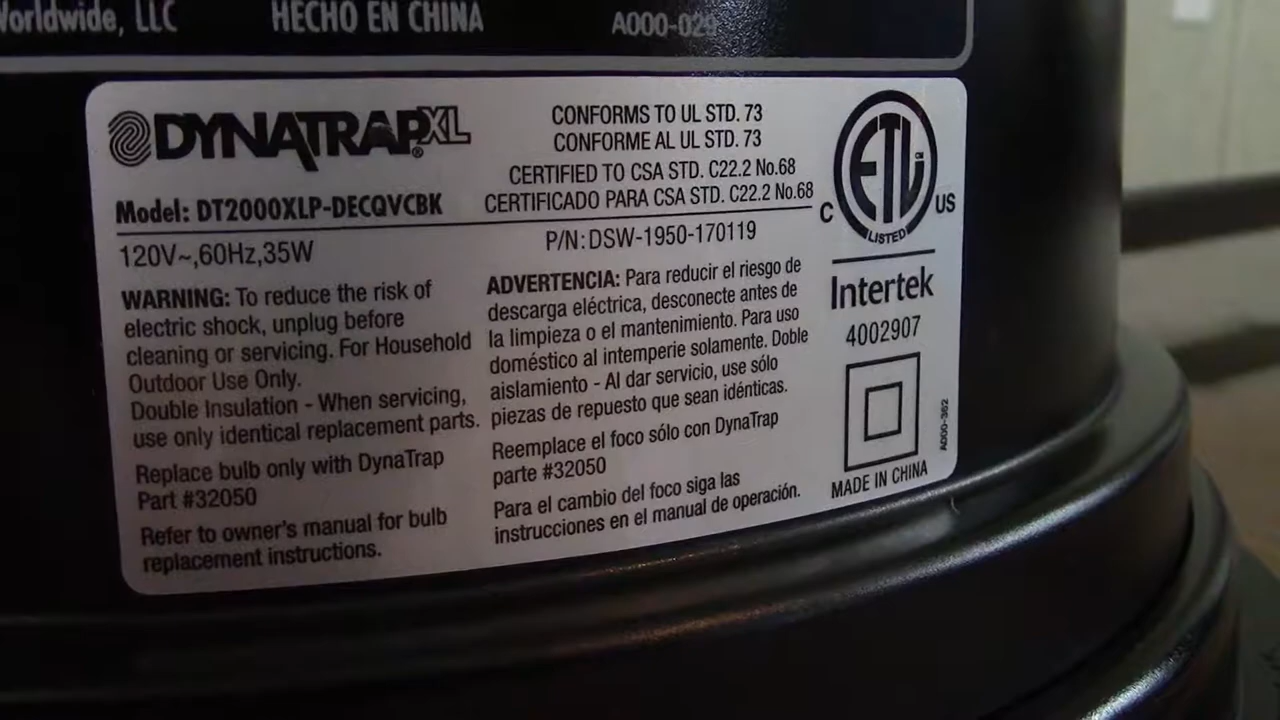 Worldwide, LLC
HECHO EN CHINA
A000-029
DYNATRAP®XL
Model: DT2000XLP-DECQVCBK
120V~,60Hz,35W
WARNING: To reduce the risk of
electric shock, unplug before
cleaning or servicing. For Household
Outdoor Use Only.
Double Insulation - When servicing,
use only identical replacement parts.
Replace bulb only with DynaTrap
Part #32050
Refer to owner's manual for bulb
replacement instructions.
CONFORMS TO UL STD. 73
CONFORME AL UL STD. 73
CERTIFIED TO CSA STD. C22.2 No.68
CERTIFICADO PARA CSA STD. C22.2 No.68
P/N:DSW-1950-170119
ADVERTENCIA: Para reducir el riesgo de
descarga eléctrica, desconecte antes de
la limpieza o el mantenimiento. Para uso
doméstico al intemperie solamente. Doble
aislamiento - Al dar servicio, use sólo
piezas de repuesto que sean idénticas.
Reemplace el foco sólo con DynaTrap
parte #32050
Para el cambio del foco siga las
instrucciones en el manual de operación.
ETL CM
LISTED
C US
Intertek
4002907
MADE IN CHINA
A000-362